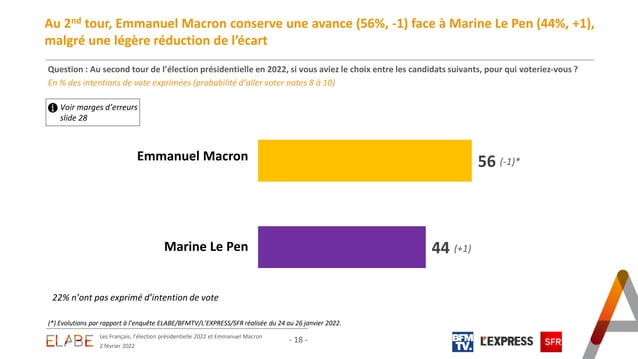 Au 2nd tour, Emmanuel Macron conserve une avance (56%, -1) face à Marine Le Pen (44%, +1),
malgré une légère réduction de l’écart
Question : Au second tour de l’élection présidentielle en 2022, si vous aviez le choix entre les candidats suivants, pour qui voteriez-vous ?
En % des intentions de vote exprimées (probabilité d’aller voter notes 8 à 10)
Voir marges d’erreurs
slide 28
Emmanuel Macron
56 (-1)*
Marine Le Pen
44 (+1)
22% n’ont pas exprimé d’intention de vote
(*) Evolutions par rapport à l’enquête ELABE/BFMTV/L’EXPRESS/SFR réalisée du 24 au 26 janvier 2022.
ELABE
Les Français, l’élection présidentielle 2022 et Emmanuel Macron
2 février 2022
- 18 -
BFM
TV.
L'EXPRESS
SFR